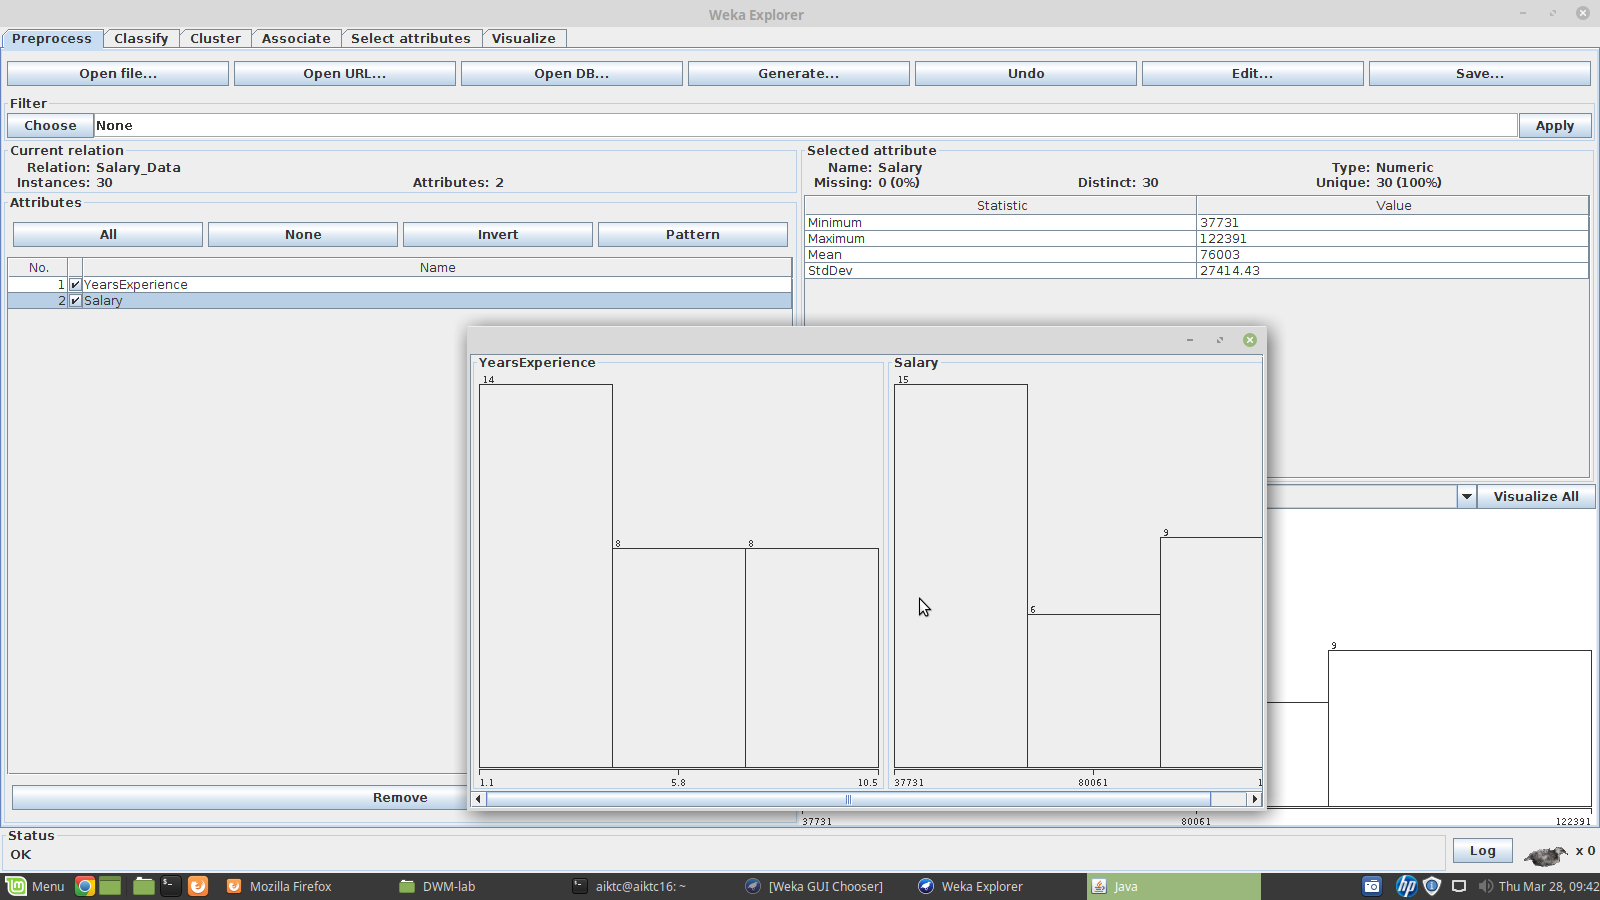 Weka Explorer
Preprocess Classify Cluster Associate Select attributes Visualize
Open file... Open URL... Open DB... Generate... Undo Edit... Save...
Filter
Choose None Apply
Current relation
Relation: Salary_Data
Instances: 30 Attributes: 2
Attributes
All None Invert Pattern
No. Name
1 YearsExperience
2 Salary
Remove
Selected attribute
Name: Salary Type: Numeric
Missing: 0 (0%) Distinct: 30 Unique: 30 (100%)
Statistic Value
Minimum 37731
Maximum 122391
Mean 76003
StdDev 27414.43
Visualize All
9
37731 80061 122391
YearsExperience
14
8 8
1.1 5.8 10.5
Salary
15
6
9
37731 80061 1
Status
OK
Log x 0
Menu Mozilla Firefox DWM-lab aiktc@aiktc16: ~ [Weka GUI Chooser] Weka Explorer Java hp Thu Mar 28, 09:42